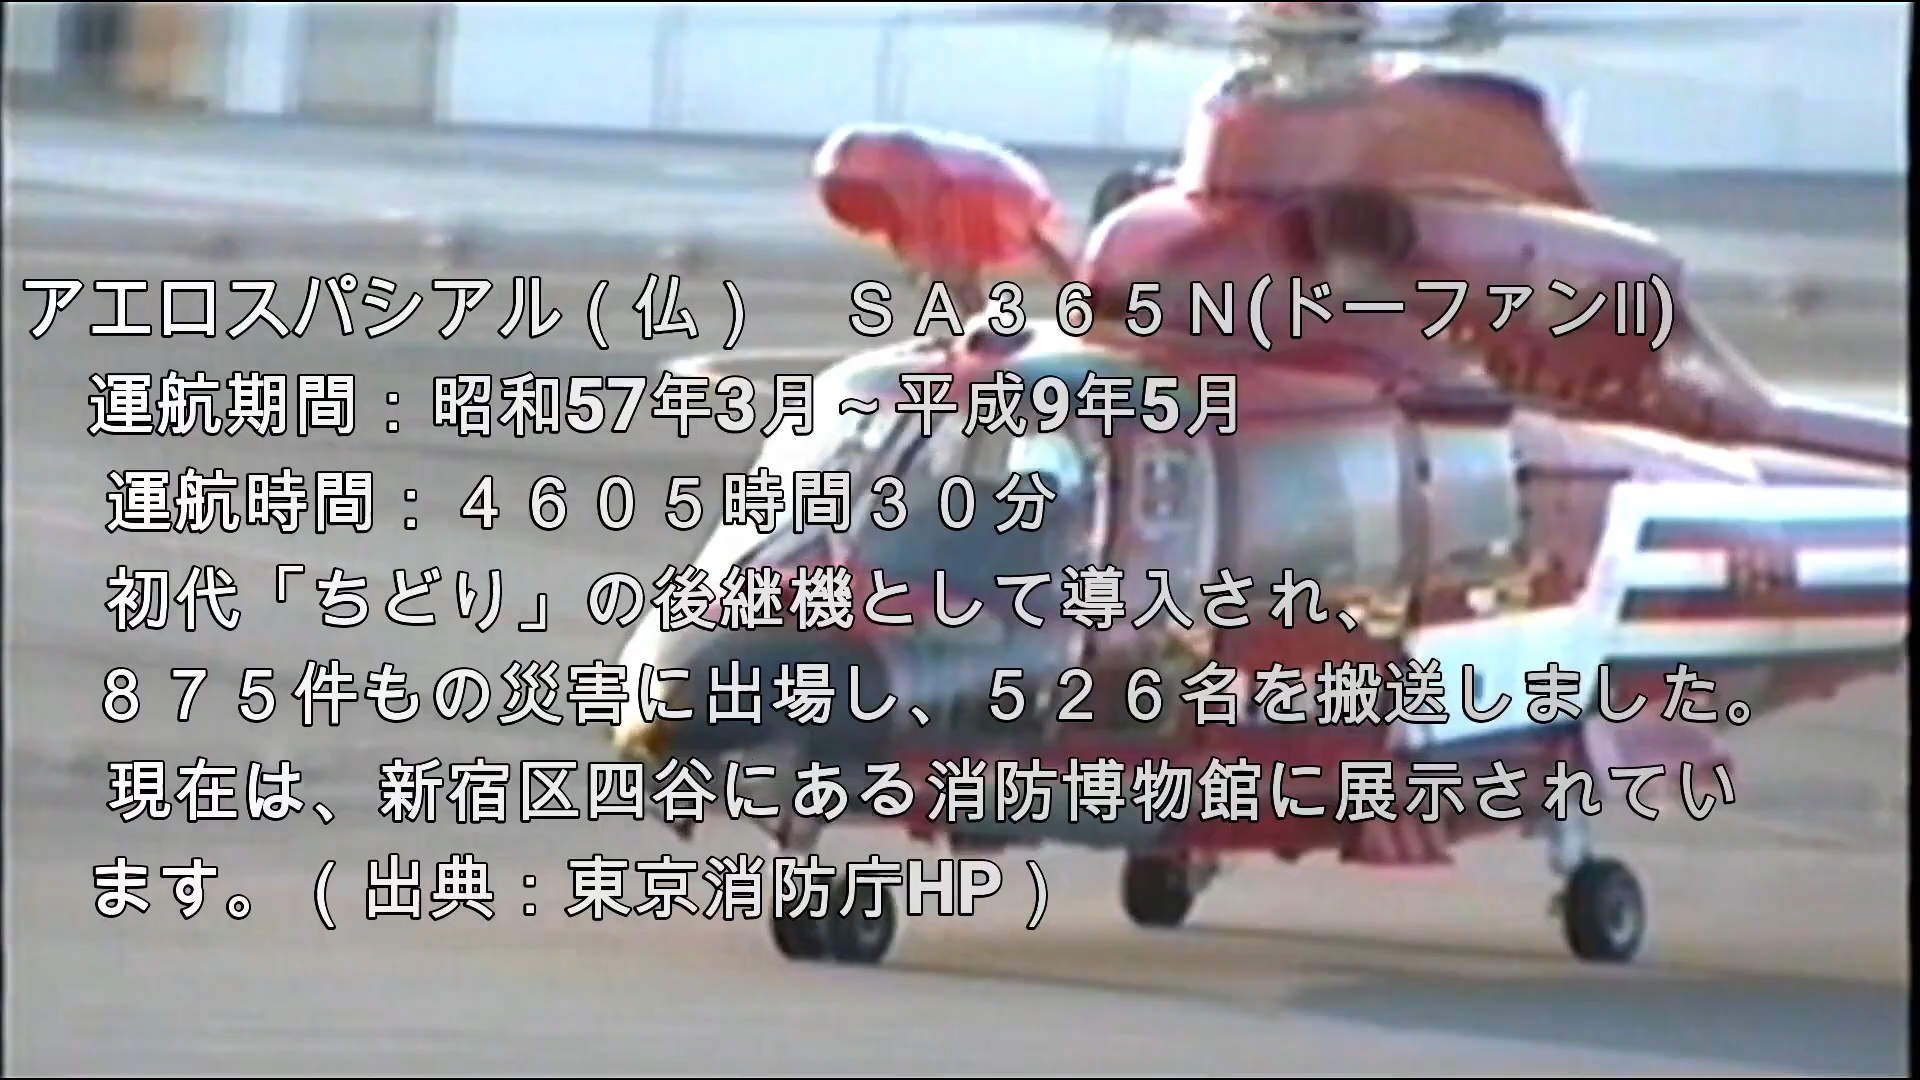 アエロスパシアル（仏）　ＳＡ３６５Ｎ(ドーファンII)
運航期間：昭和57年3月～平成9年5月
運航時間：４６０５時間３０分
初代「ちどり」の後継機として導入され、
８７５件もの災害に出場し、５２６名を搬送しました。
現在は、新宿区四谷にある消防博物館に展示されてい
ます。（出典：東京消防庁HP）